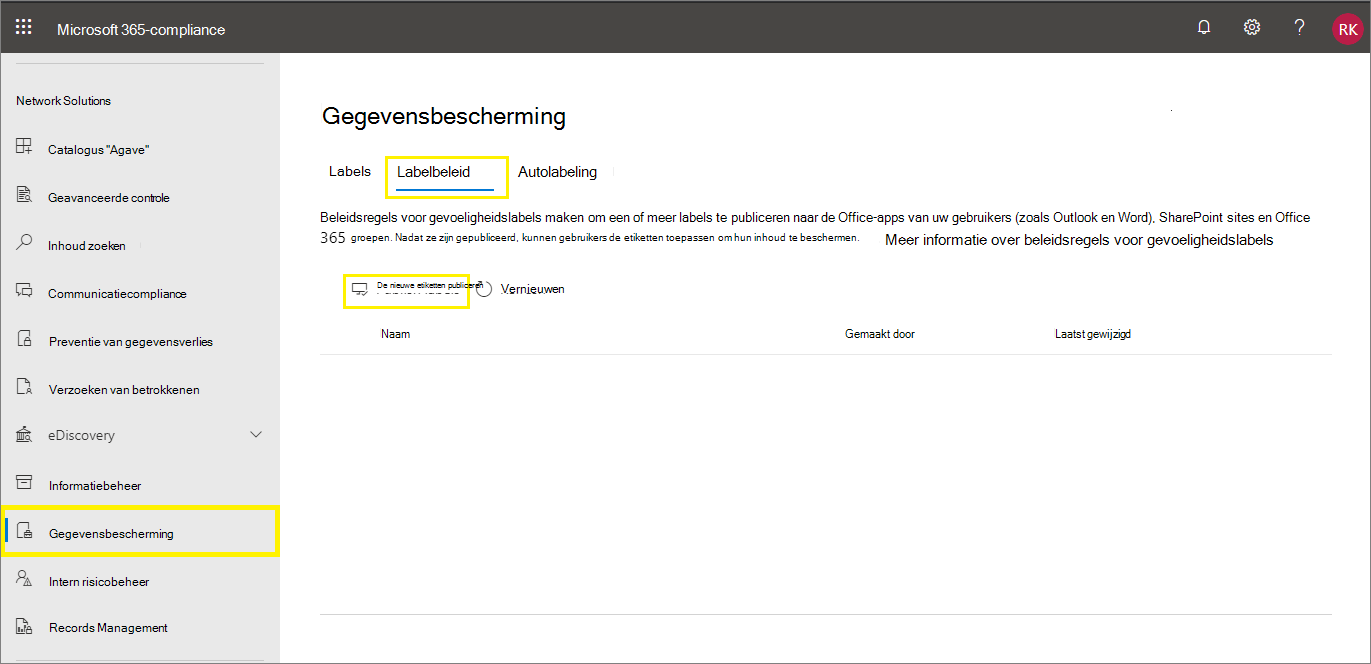 Microsoft 365-compliance
?
RK
Network Solutions
Catalogus "Agave"
Geavanceerde controle
Inhoud zoeken
Communicatiecompliance
Preventie van gegevensverlies
Verzoeken van betrokkenen
eDiscovery
Informatiebeheer
Gegevensbescherming
Intern risicobeheer
Records Management
Gegevensbescherming
Labels Labelbeleid Autolabeling
Beleidsregels voor gevoeligheidslabels maken om een of meer labels te publiceren naar de Office-apps van uw gebruikers (zoals Outlook en Word), SharePoint sites en Office
365 groepen. Nadat ze zijn gepubliceerd, kunnen gebruikers de etiketten toepassen om hun inhoud te beschermen. Meer informatie over beleidsregels voor gevoeligheidslabels
De nieuwe etiketten publiceren Vernieuwen
Naam Gemaakt door Laatst gewijzigd